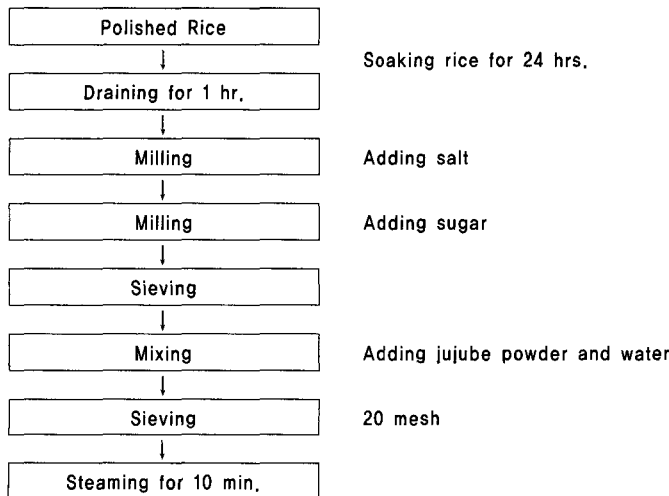 Polished Rice
Soaking rice for 24 hrs.
Draining for 1 hr.
Milling
Adding salt
Milling
Adding sugar
Sieving
Mixing
Adding jujube powder and water
Sieving
20 mesh
Steaming for 10 min.